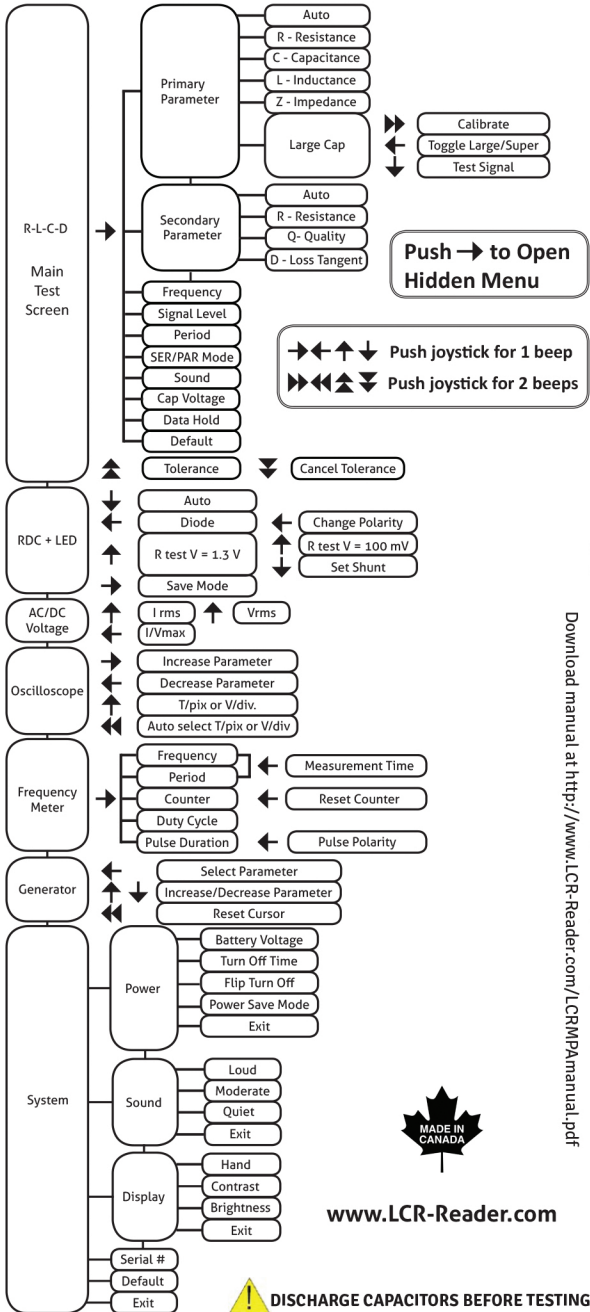 R-L-C-D
Main
Test
Screen
Primary
Parameter
Auto
R - Resistance
C - Capacitance
L - Inductance
Z - Impedance
Large Cap
Calibrate
Toggle Large/Super
Test Signal
Secondary
Parameter
Auto
R - Resistance
Q- Quality
D - Loss Tangent
Frequency
Signal Level
Period
SER/PAR Mode
Sound
Cap Voltage
Data Hold
Default
Tolerance
Cancel Tolerance
Push → to Open
Hidden Menu
Push joystick for 1 beep
Push joystick for 2 beeps
RDC + LED
Auto
Diode
Change Polarity
R test V = 1.3 V
R test V = 100 mV
Set Shunt
Save Mode
AC/DC
Voltage
I rms
Vrms
I/Vmax
Oscilloscope
Increase Parameter
Decrease Parameter
T/pix or V/div.
Auto select T/pix or V/div
Frequency
Meter
Frequency
Period
Measurement Time
Counter
Reset Counter
Duty Cycle
Pulse Duration
Pulse Polarity
Generator
Select Parameter
Increase/Decrease Parameter
Reset Cursor
System
Power
Battery Voltage
Turn Off Time
Flip Turn Off
Power Save Mode
Exit
Sound
Loud
Moderate
Quiet
Exit
Display
Hand
Contrast
Brightness
Exit
Serial #
Default
Exit
Download manual at http://www.LCR-Reader.com/LCRMPAmanual.pdf
MADE IN
CANADA
www.LCR-Reader.com
! DISCHARGE CAPACITORS BEFORE TESTING